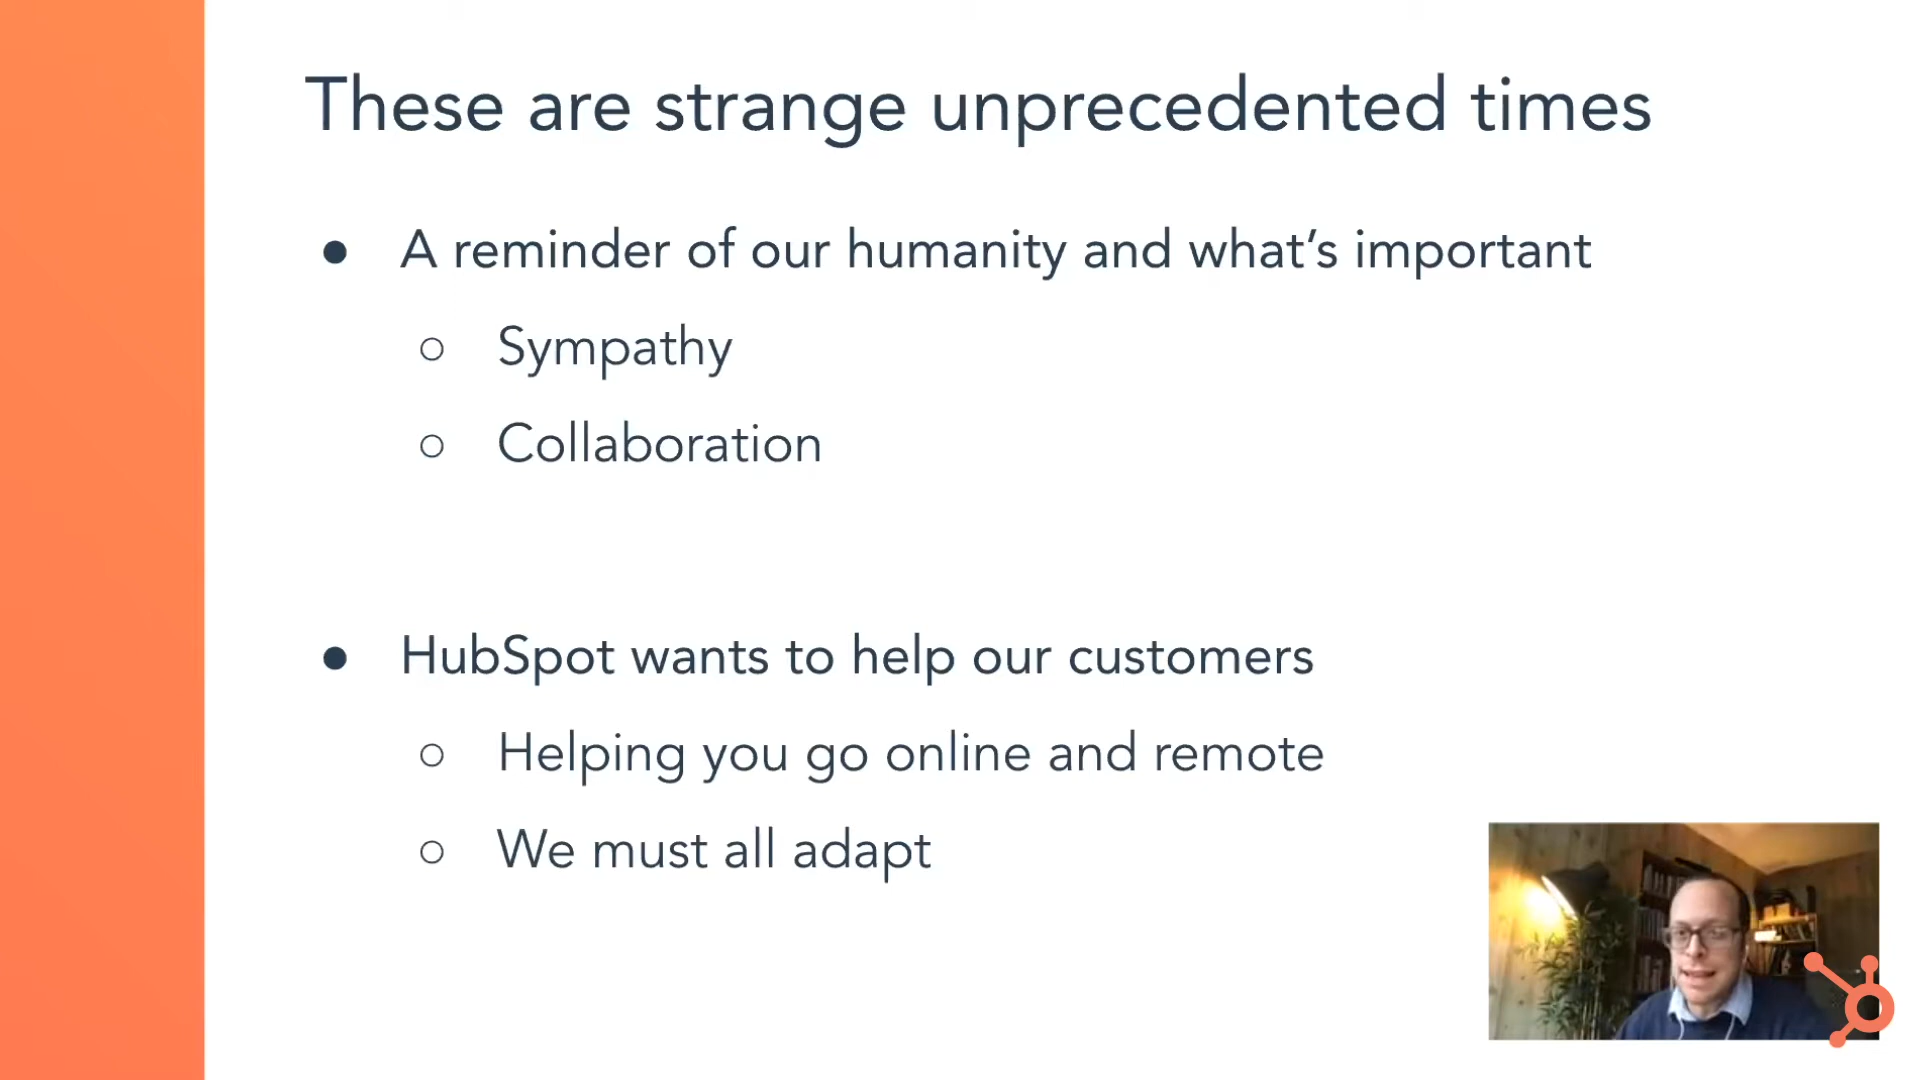 These are strange unprecedented times
● A reminder of our humanity and what’s important
○ Sympathy
○ Collaboration
● HubSpot wants to help our customers
○ Helping you go online and remote
○ We must all adapt